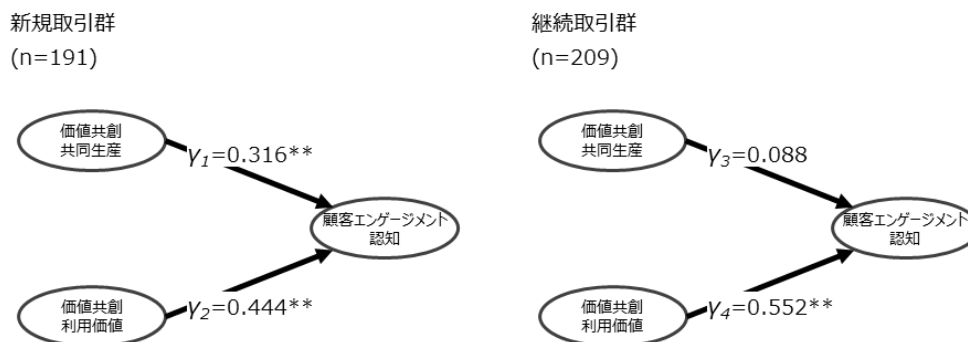 新規取引群
(n=191)
価値共創
共同生産
γ1=0.316**
顧客エンゲージメント
認知
価値共創
利用価値
γ2=0.444**
継続取引群
(n=209)
価値共創
共同生産
γ3=0.088
顧客エンゲージメント
認知
価値共創
利用価値
γ4=0.552**